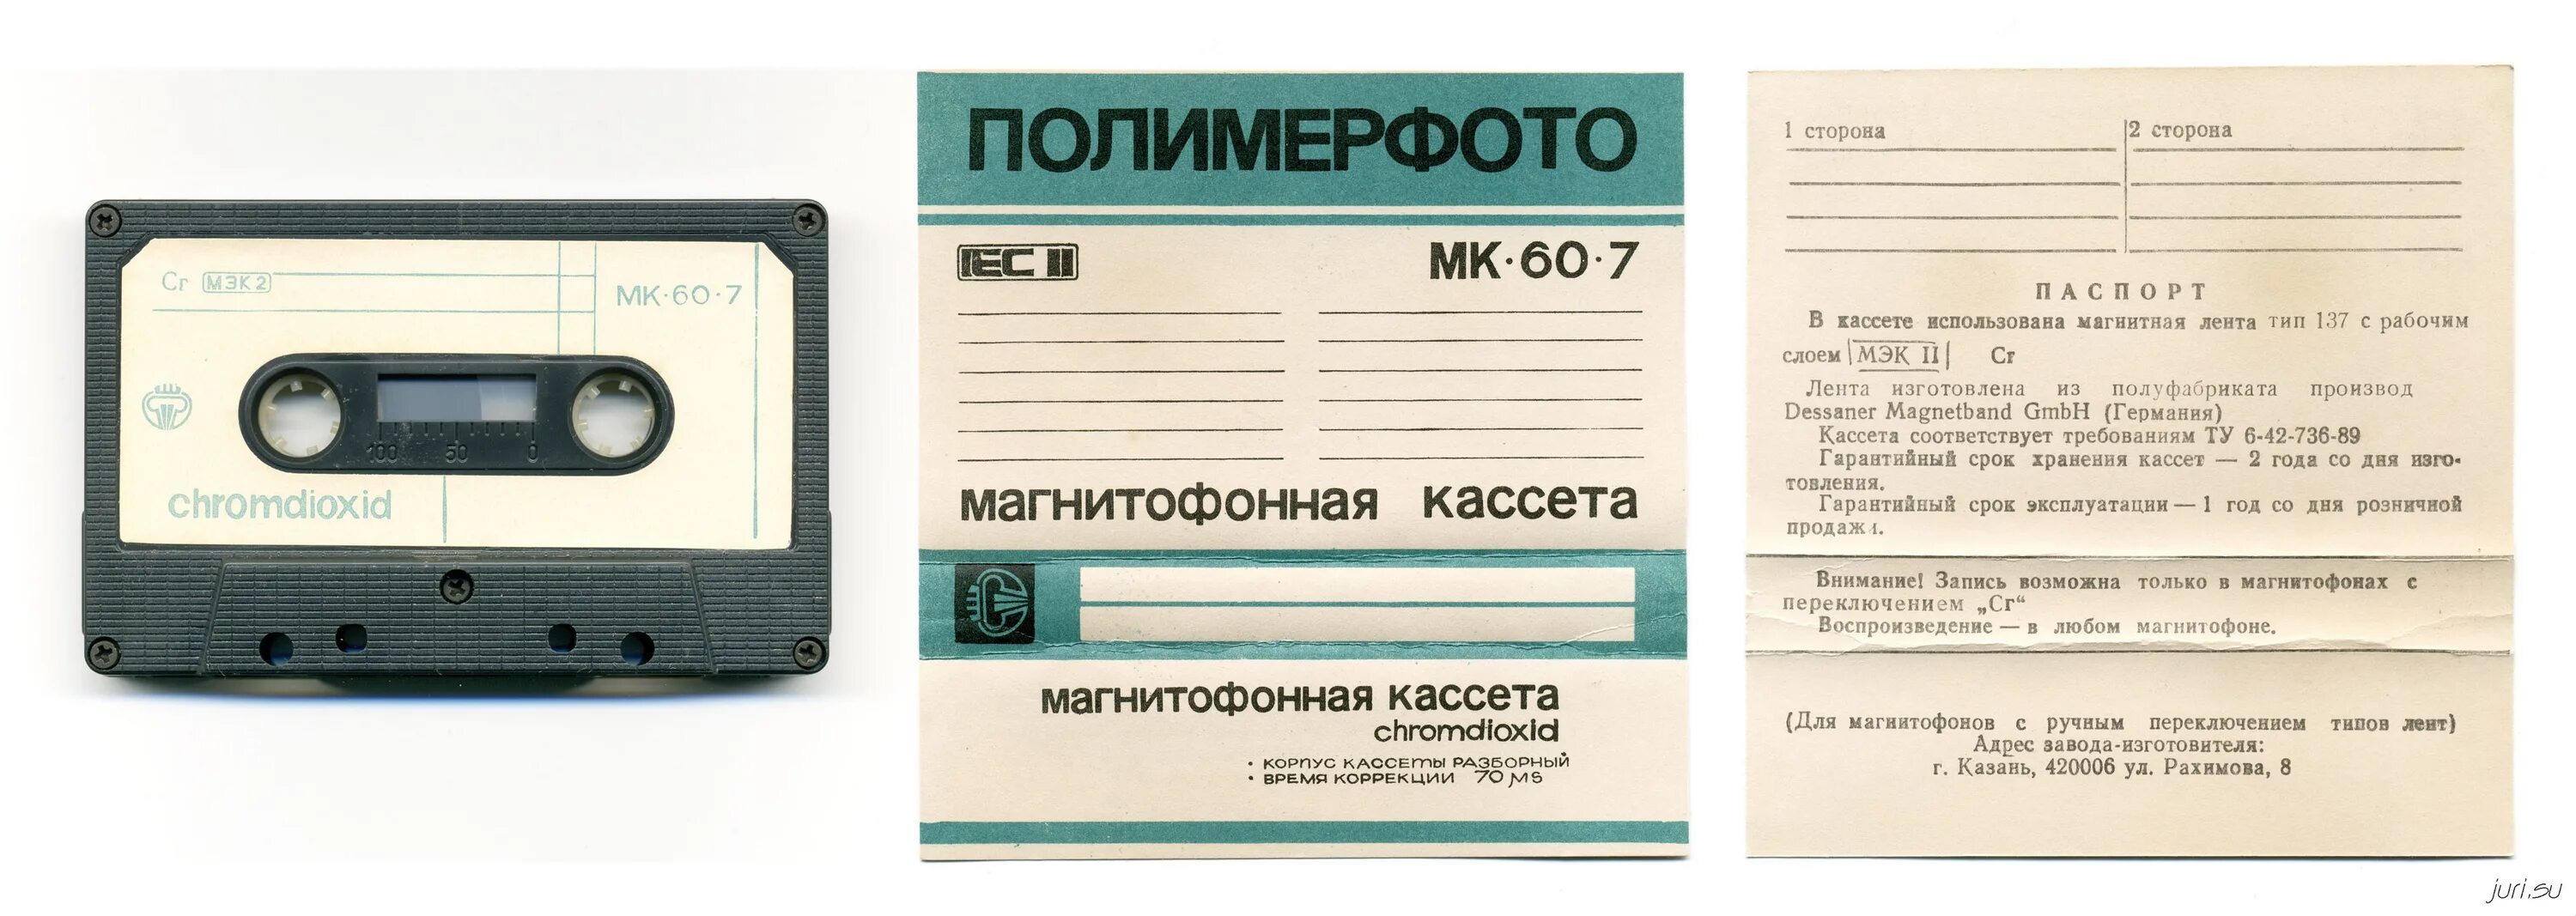 Cr МЭК 2
МК·60·7
100 50 0
chromdioxid
ПОЛИМЕРФОТО
IEC II
МК·60·7
магнитофонная кассета
магнитофонная кассета
chromdioxid
• КОРПУС КАССЕТЫ РАЗБОРНЫЙ
• ВРЕМЯ КОРРЕКЦИИ 70 μs
1 сторона
2 сторона
ПАСПОРТ
В кассете использована магнитная лента тип 137 с рабочим
слоем МЭК II Cr
Лента изготовлена из полуфабриката производ
Dessaner Magnetband GmbH (Германия)
Кассета соответствует требованиям ТУ 6-42-736-89
Гарантийный срок хранения кассет — 2 года со дня изго-
товления.
Гарантийный срок эксплуатации — 1 год со дня розничной
продажи.
Внимание! Запись возможна только в магнитофонах с
переключением „Cr“
Воспроизведение — в любом магнитофоне.
(Для магнитофонов с ручным переключением типов лент)
Адрес завода-изготовителя:
г. Казань, 420006 ул. Рахимова, 8
juri.su